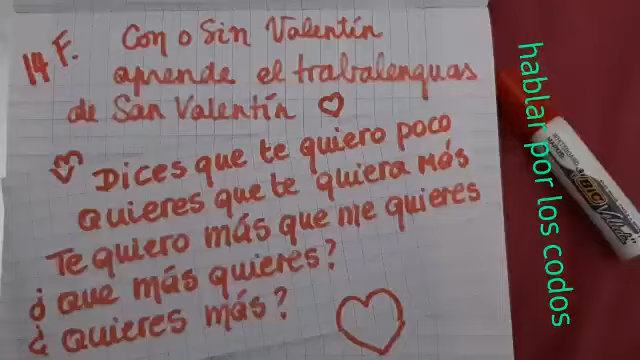 14 F. Con o Sin Valentín
aprende el trabalenguas
de San Valentín
Dices que te quiero poco
Quieres que te quiera más
Te quiero más que me quieres
¿ que más quieres?
¿ Quieres más?
hablar por los codos
BIC
Velleda